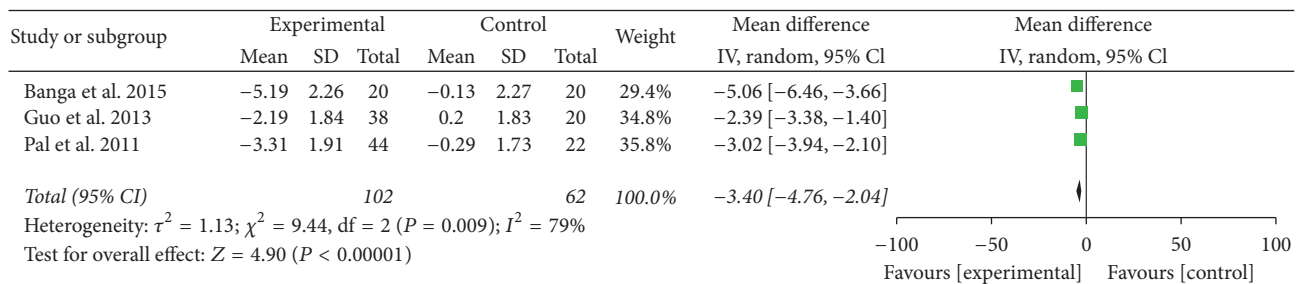 Study or subgroup Experimental Control Weight Mean difference Mean difference
Mean SD Total Mean SD Total IV, random, 95% CI IV, random, 95% CI
Banga et al. 2015 −5.19 2.26 20 −0.13 2.27 20 29.4% −5.06 [−6.46, −3.66]
Guo et al. 2013 −2.19 1.84 38 0.2 1.83 20 34.8% −2.39 [−3.38, −1.40]
Pal et al. 2011 −3.31 1.91 44 −0.29 1.73 22 35.8% −3.02 [−3.94, −2.10]
Total (95% CI) 102 62 100.0% −3.40 [−4.76, −2.04]
Heterogeneity: τ² = 1.13; χ² = 9.44, df = 2 (P = 0.009); I² = 79%
Test for overall effect: Z = 4.90 (P < 0.00001)
−100 −50 0 50 100
Favours [experimental] Favours [control]